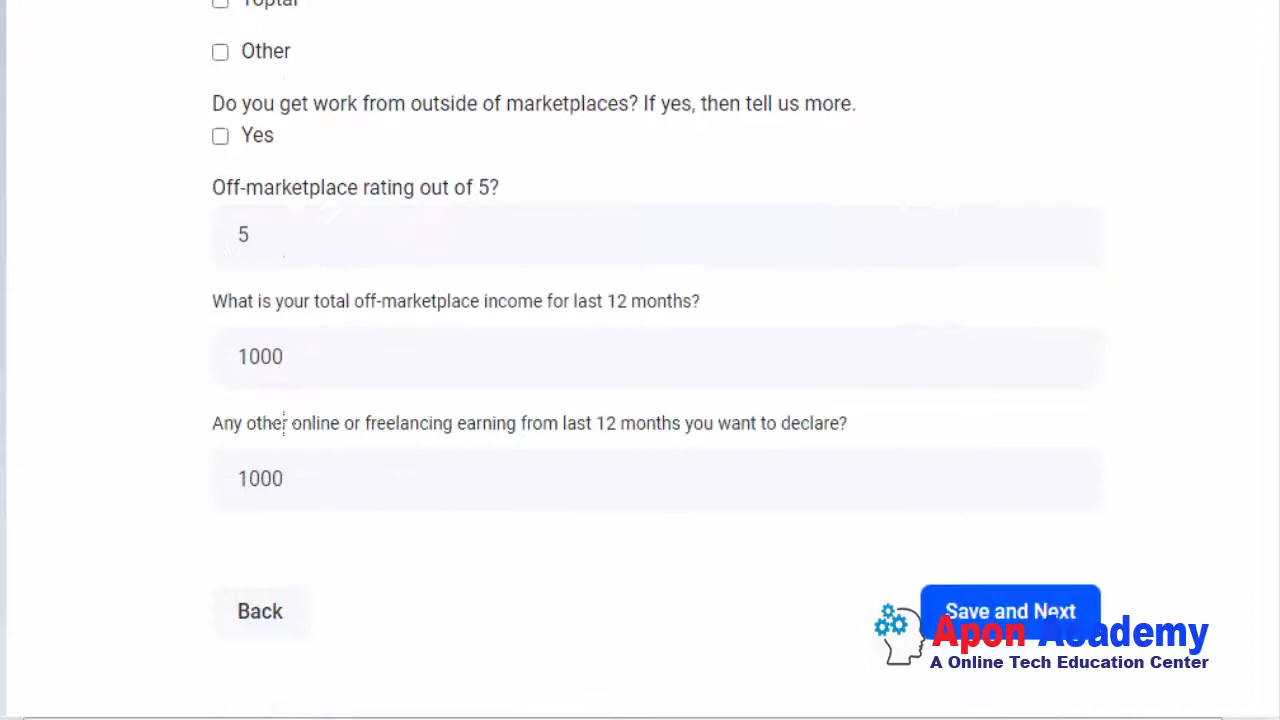 Toptal
Other
Do you get work from outside of marketplaces? If yes, then tell us more.
Yes
Off-marketplace rating out of 5?
5
What is your total off-marketplace income for last 12 months?
1000
Any other online or freelancing earning from last 12 months you want to declare?
1000
Back
Save and Next
Apon Academy
A Online Tech Education Center